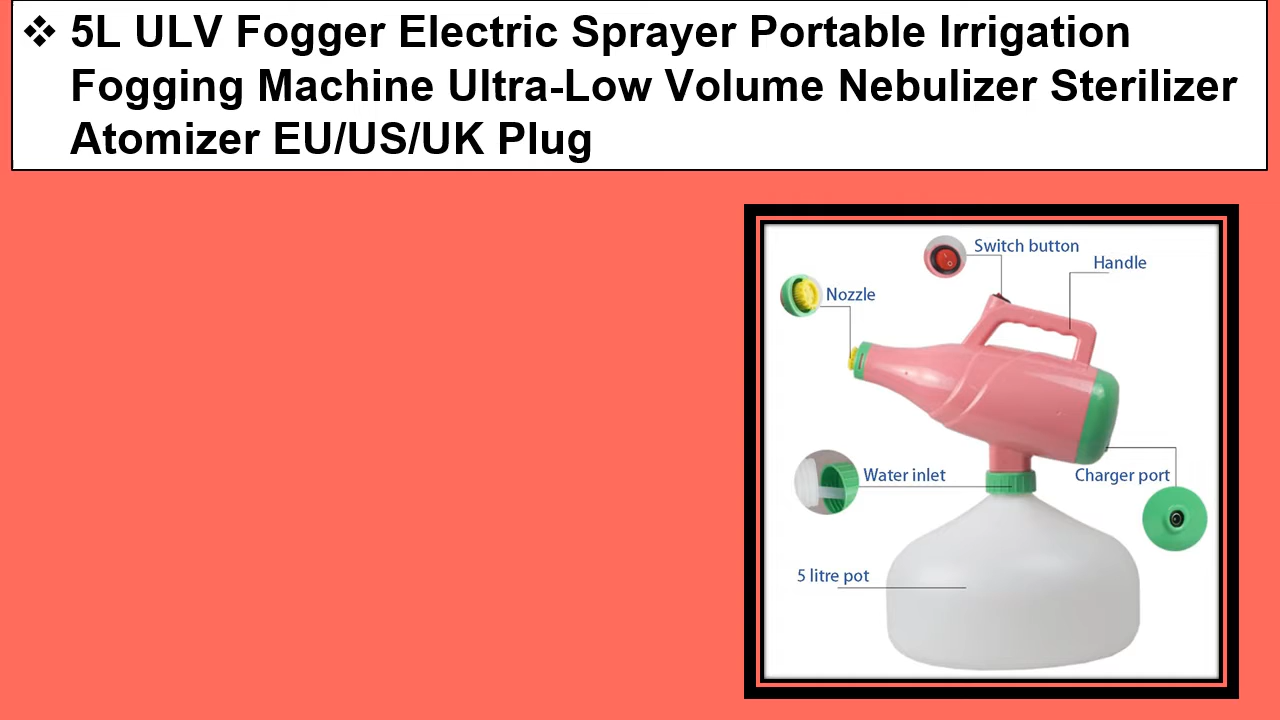 ❖ 5L ULV Fogger Electric Sprayer Portable Irrigation
Fogging Machine Ultra-Low Volume Nebulizer Sterilizer
Atomizer EU/US/UK Plug
Switch button
Handle
Nozzle
Water inlet
Charger port
5 litre pot